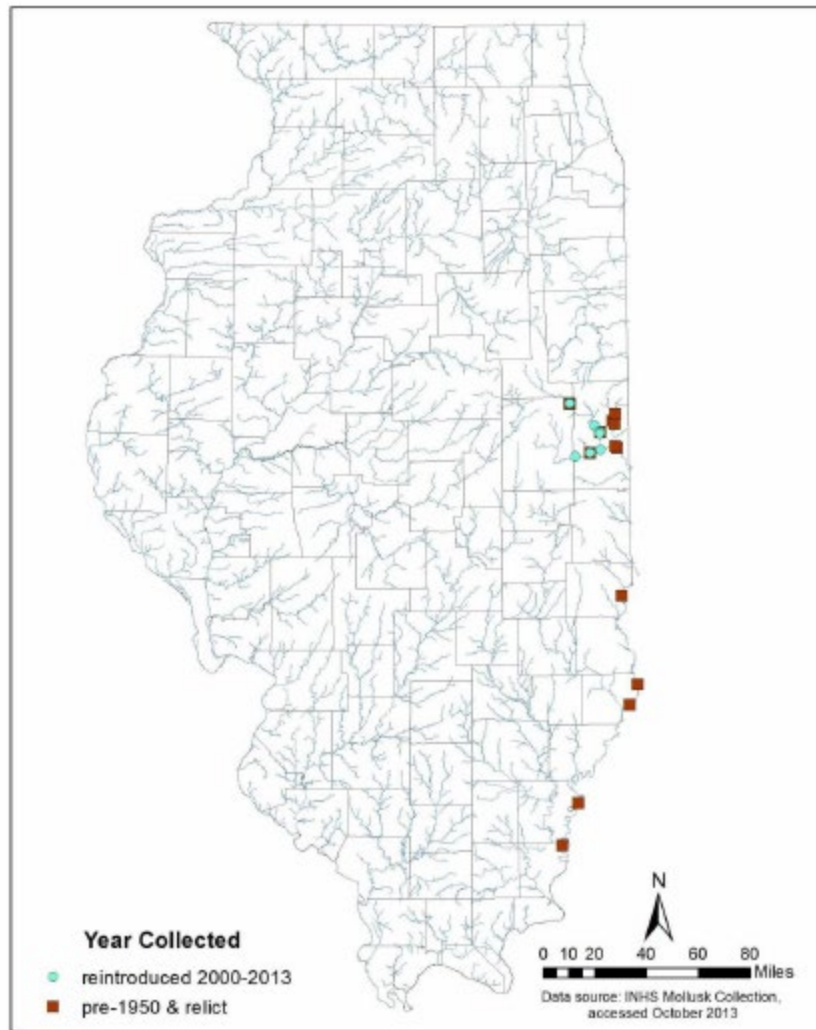 N
Year Collected
reintroduced 2000-2013
pre-1950 & relict
0 10 20 40 60 80
Miles
Data source: INHS Mollusk Collection,
accessed October 2013